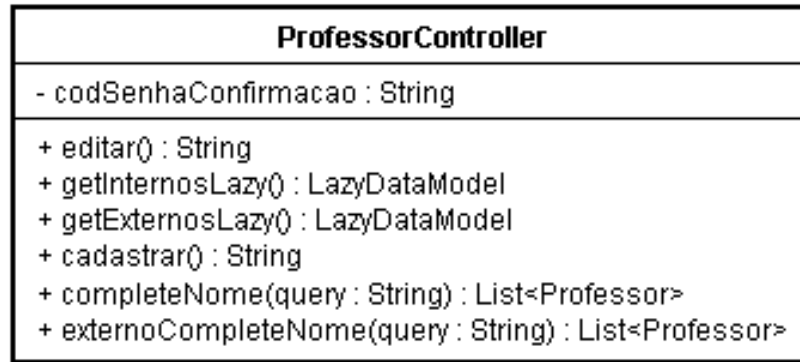 ProfessorController
- codSenhaConfirmacao : String
+ editar() : String
+ getInternosLazy() : LazyDataModel
+ getExternosLazy() : LazyDataModel
+ cadastrar() : String
+ completeNome(query : String) : List<Professor>
+ externoCompleteNome(query : String) : List<Professor>